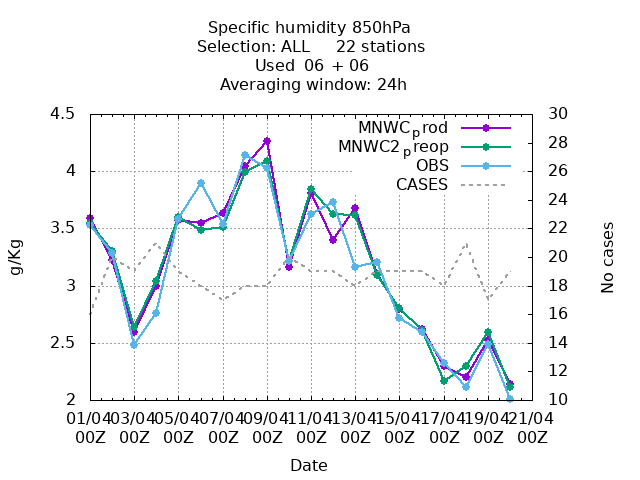 Specific humidity 850hPa
Selection: ALL 22 stations
Used 06 + 06
Averaging window: 24h
4.5 30
MNWCprod 28
MNWC2preop
4 OBS 26
CASES 24
3.5 22
20
3 18
16
2.5 14
12
2 10
g/Kg
No cases
01/04 03/04 05/04 07/04 09/04 11/04 13/04 15/04 17/04 19/04 21/04
00Z 00Z 00Z 00Z 00Z 00Z 00Z 00Z 00Z 00Z 00Z
Date